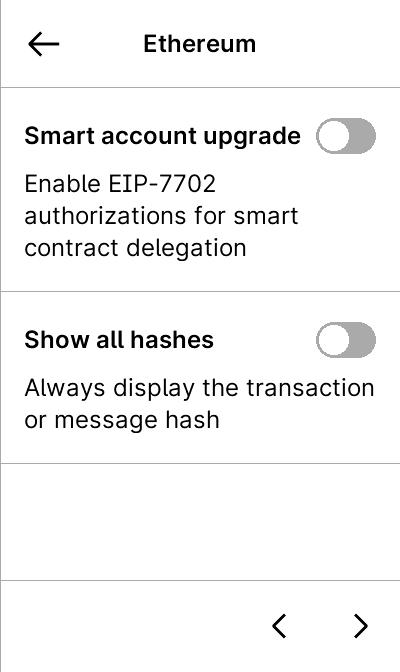 Ethereum
Smart account upgrade
Enable EIP-7702
authorizations for smart
contract delegation
Show all hashes
Always display the transaction
or message hash